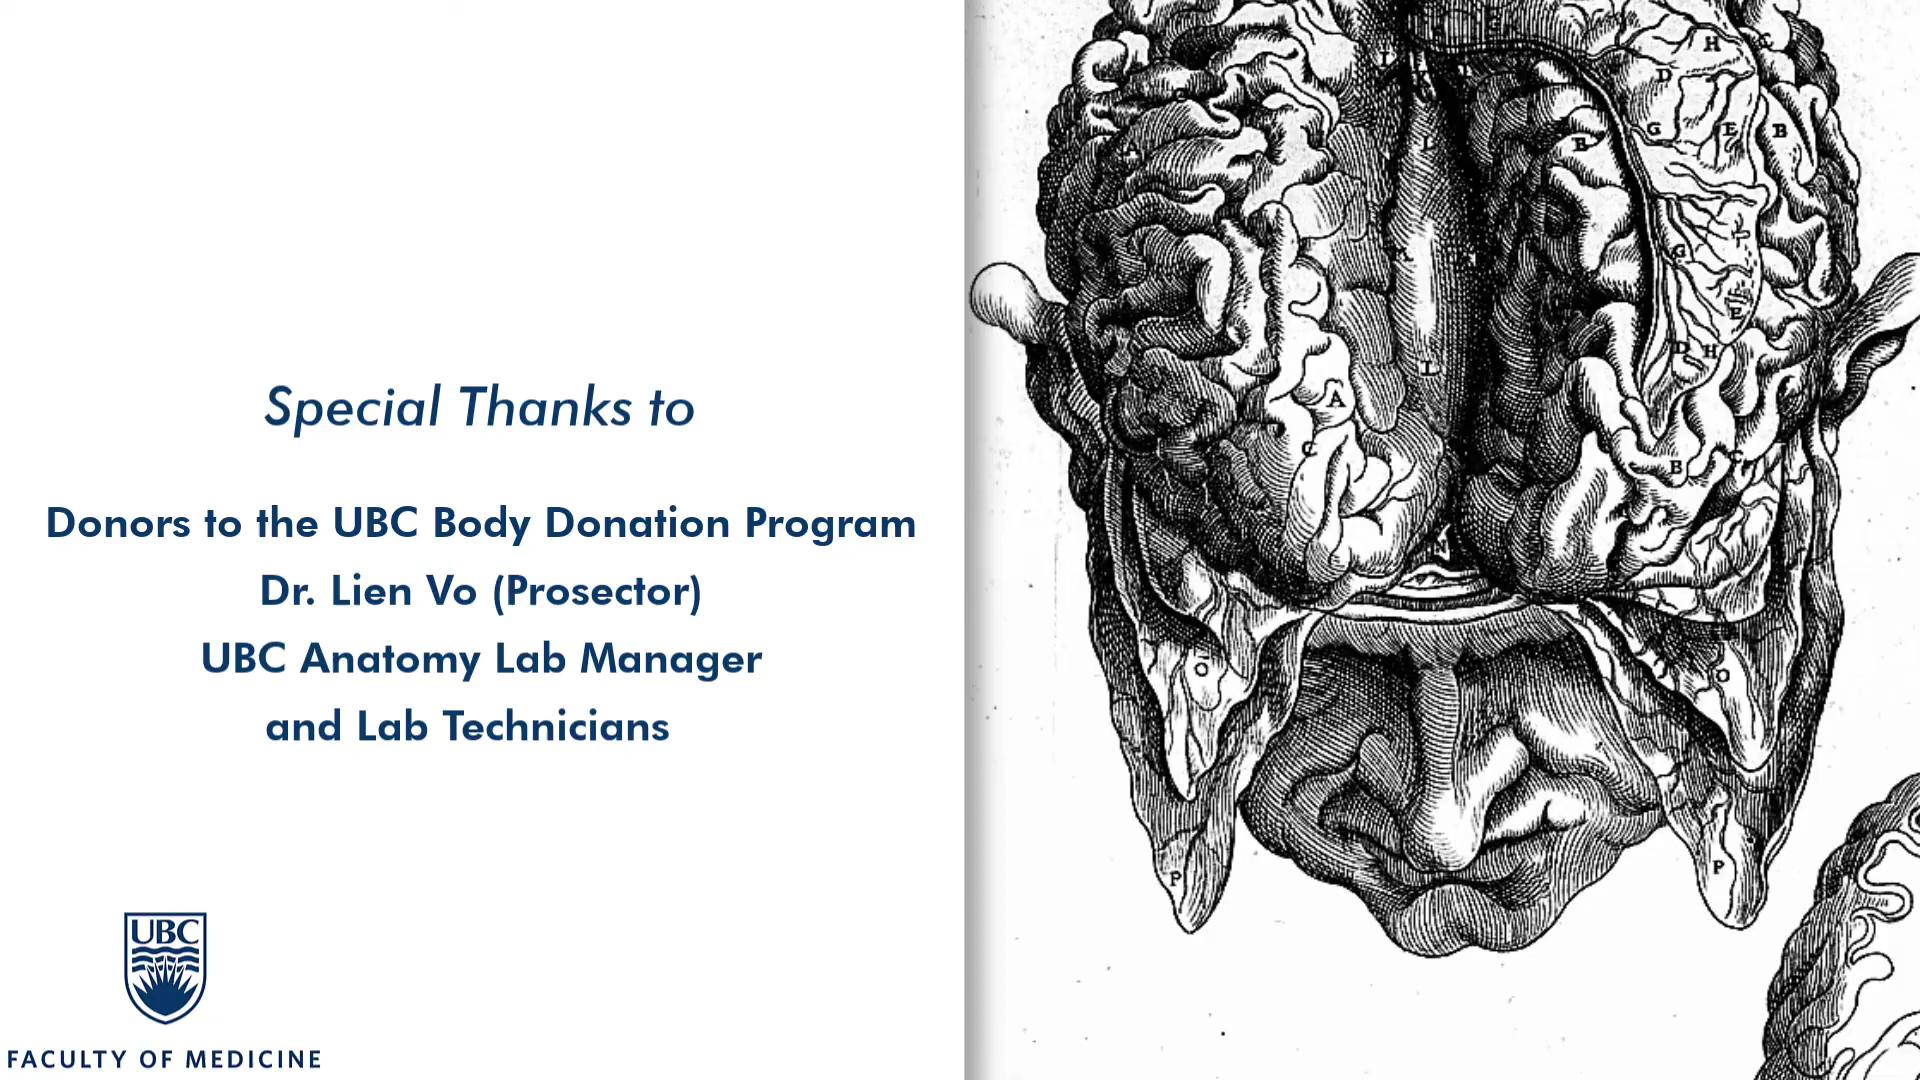 Special Thanks to
Donors to the UBC Body Donation Program
Dr. Lien Vo (Prosector)
UBC Anatomy Lab Manager
and Lab Technicians
UBC
FACULTY OF MEDICINE
H
D
G
E
B
B
A
L
G
E
D
H
L
A
C
B
C
O
O
P
P